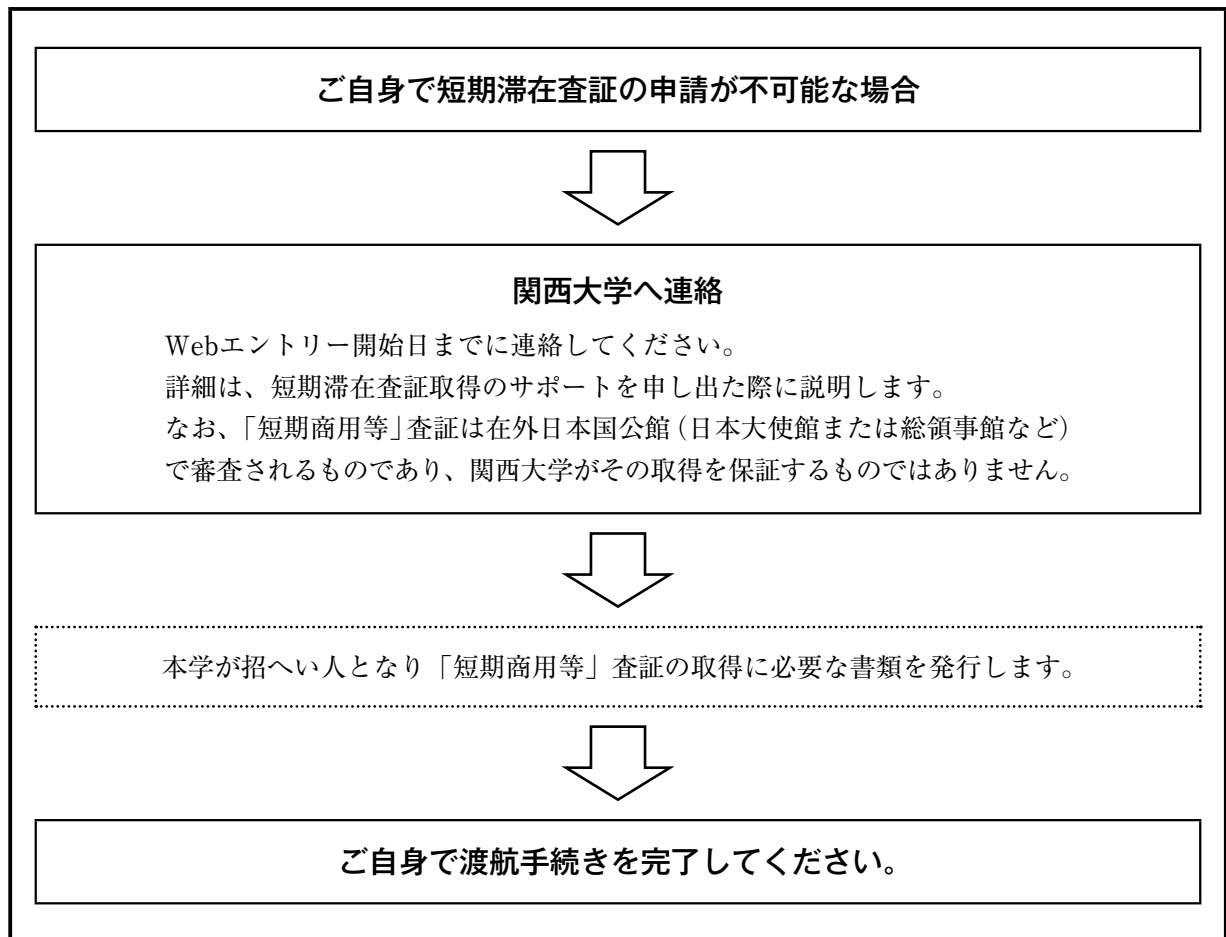 ご自身で短期滞在査証の申請が不可能な場合
関西大学へ連絡
Webエントリー開始日までに連絡してください。
詳細は、短期滞在査証取得のサポートを申し出た際に説明します。
なお、「短期商用等」査証は在外日本国公館（日本大使館または総領事館など）
で審査されるものであり、関西大学がその取得を保証するものではありません。
本学が招へい人となり「短期商用等」査証の取得に必要な書類を発行します。
ご自身で渡航手続きを完了してください。